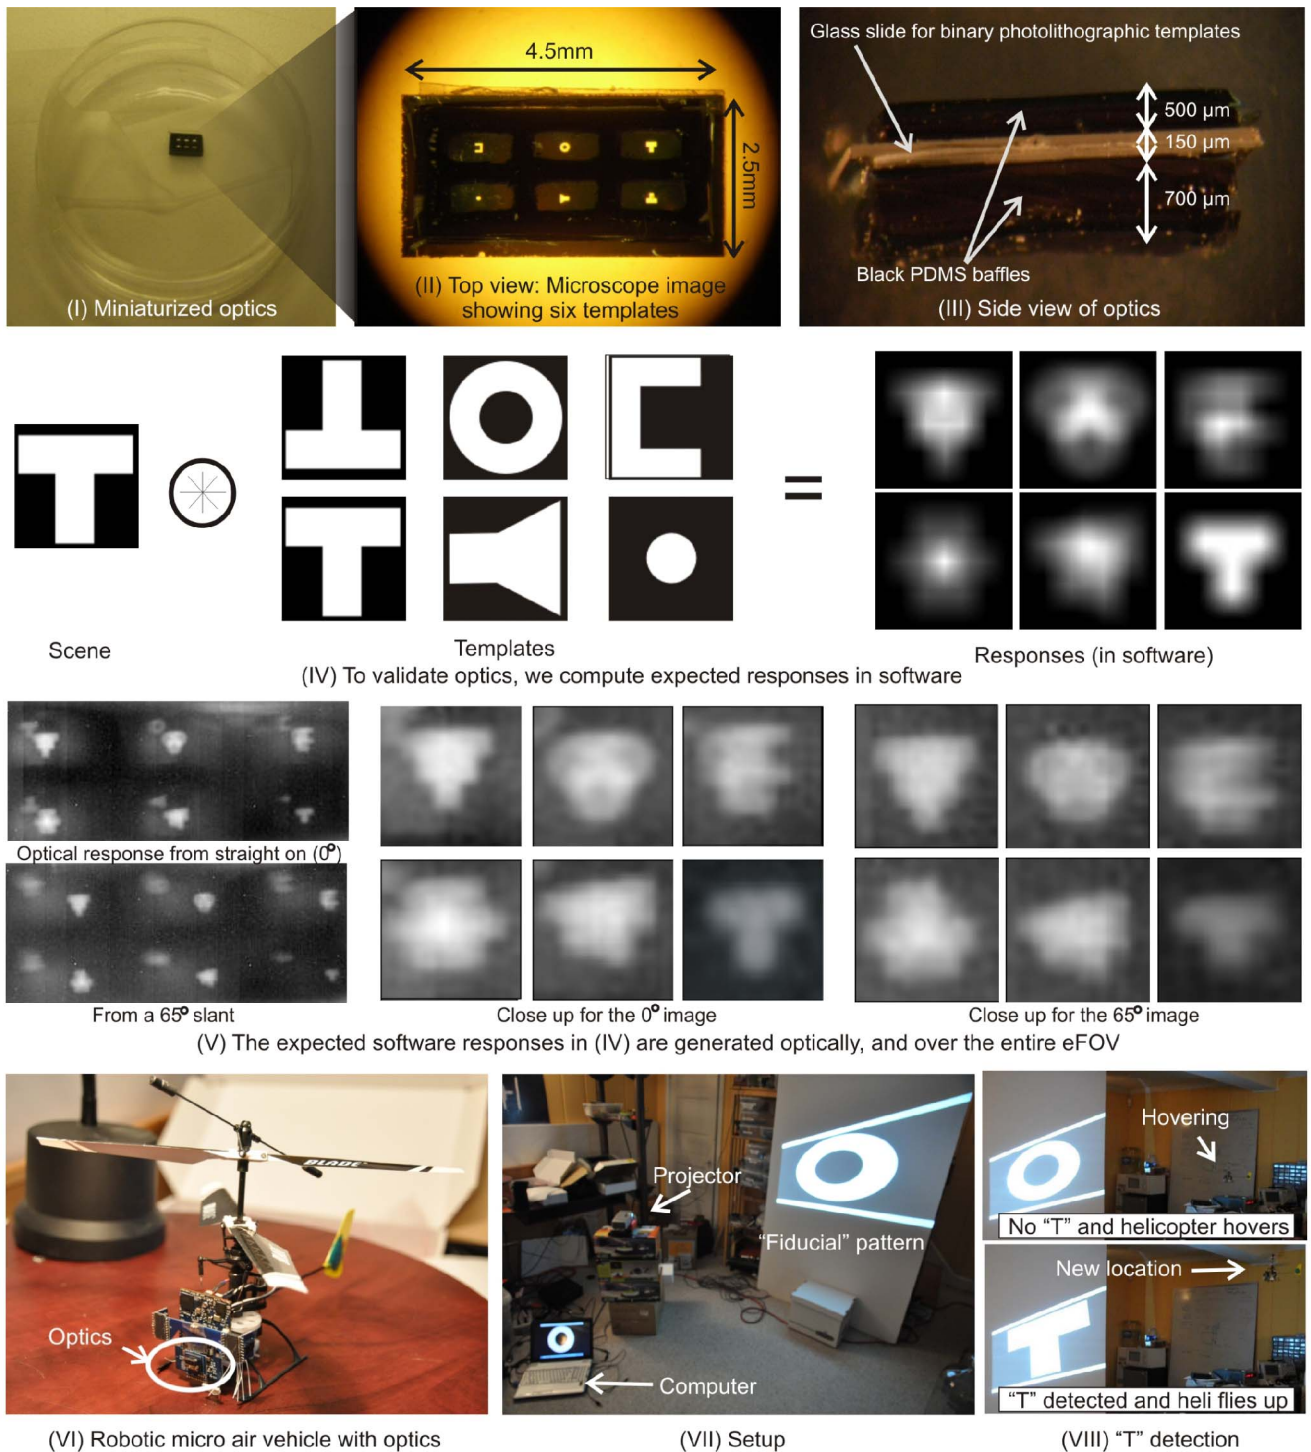 Glass slide for binary photolithographic templates
4.5mm
2.5mm
500 µm
150 µm
700 µm
Black PDMS baffles
(I) Miniaturized optics
(II) Top view: Microscope image
showing six templates
(III) Side view of optics
T
=
Scene
Templates
Responses (in software)
(IV) To validate optics, we compute expected responses in software
Optical response from straight on (0°)
From a 65° slant
Close up for the 0° image
Close up for the 65° image
(V) The expected software responses in (IV) are generated optically, and over the entire eFOV
BLADE
Optics
Projector
"Fiducial" pattern
Computer
Hovering
No "T" and helicopter hovers
New location
T
"T" detected and heli flies up
(VI) Robotic micro air vehicle with optics
(VII) Setup
(VIII) "T" detection